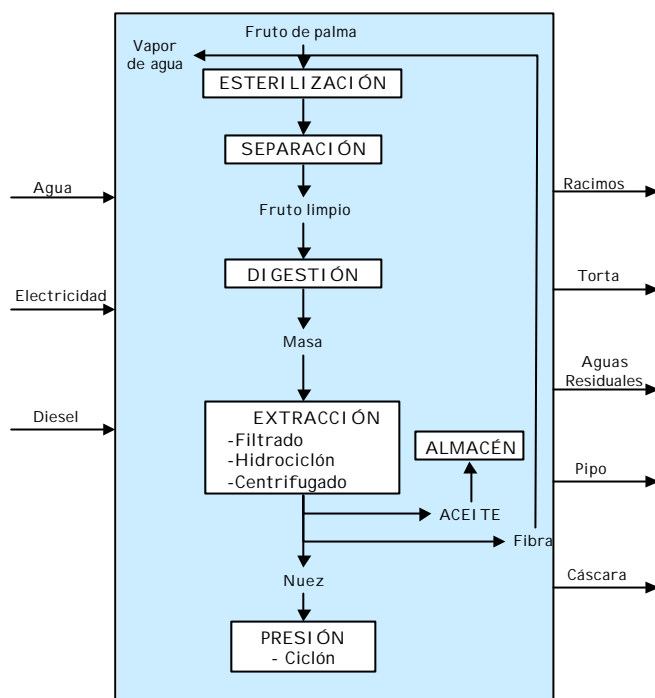 Fruto de palma
Vapor
de agua
ESTERILIZACIÓN
SEPARACIÓN
Agua
Racimos
Fruto limpio
DIGESTIÓN
Torta
Electricidad
Masa
Aguas
Residuales
Diesel
EXTRACCIÓN
-Filtrado
-Hidrociclón
-Centrifugado
ALMACÉN
Pipo
ACEITE
Fibra
Nuez
Cáscara
PRESIÓN
- Ciclón